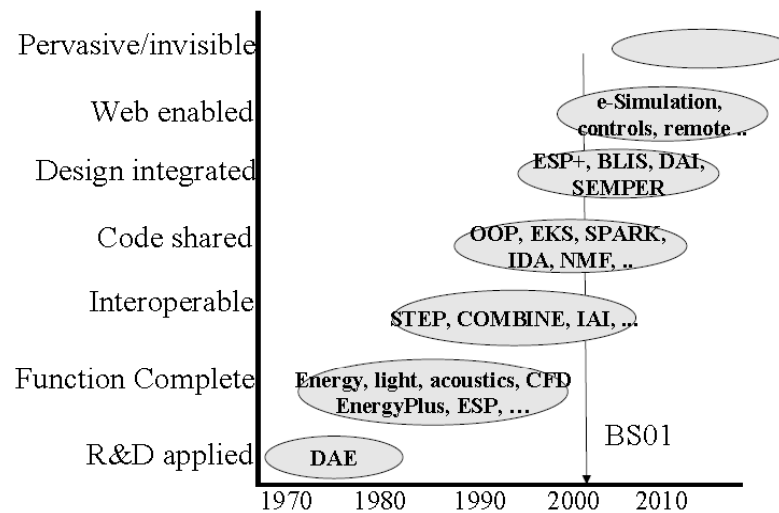 Pervasive/invisible
Web enabled
e-Simulation,
controls, remote ..
Design integrated
ESP+, BLIS, DAI,
SEMPER
Code shared
OOP, EKS, SPARK,
IDA, NMF, ..
Interoperable
STEP, COMBINE, IAI, ...
Function Complete
Energy, light, acoustics, CFD
EnergyPlus, ESP, …
BS01
R&D applied
DAE
1970 1980 1990 2000 2010